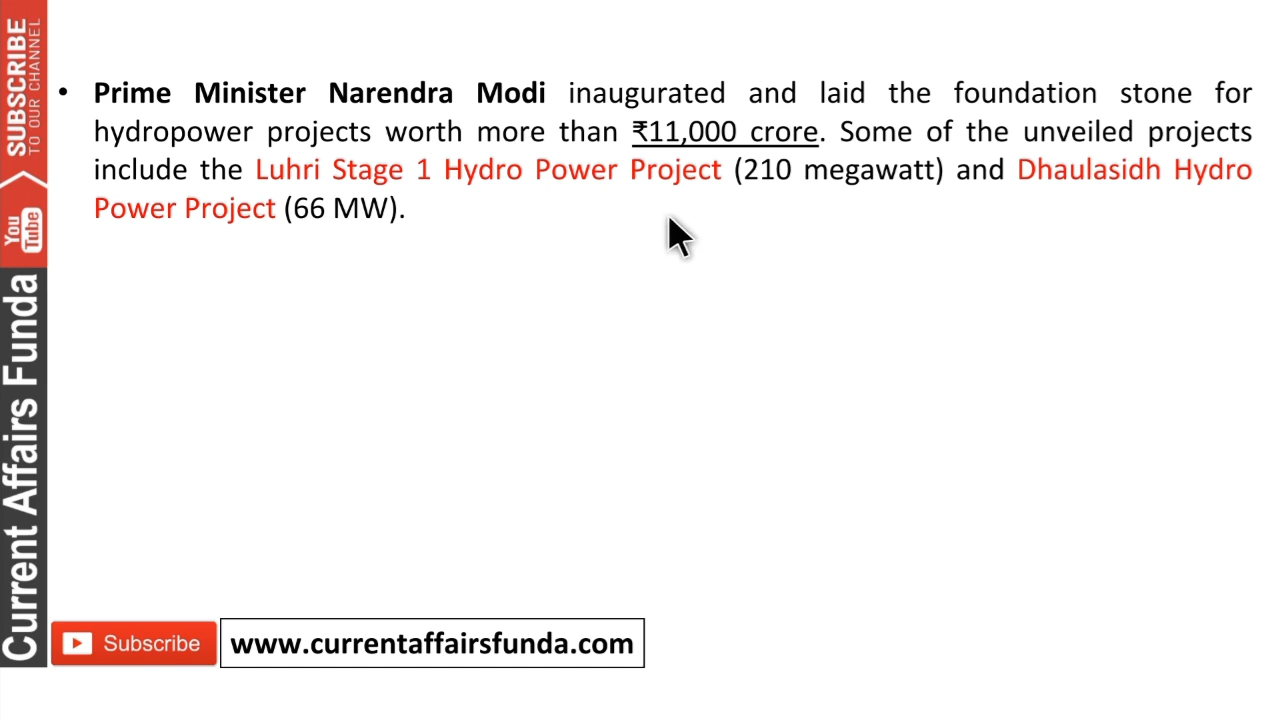 • Prime Minister Narendra Modi inaugurated and laid the foundation stone for
hydropower projects worth more than ₹11,000 crore. Some of the unveiled projects
include the Luhri Stage 1 Hydro Power Project (210 megawatt) and Dhaulasidh Hydro
Power Project (66 MW).
SUBSCRIBE
TO OUR CHANNEL
You
Tube
Current Affairs Funda
Subscribe
www.currentaffairsfunda.com